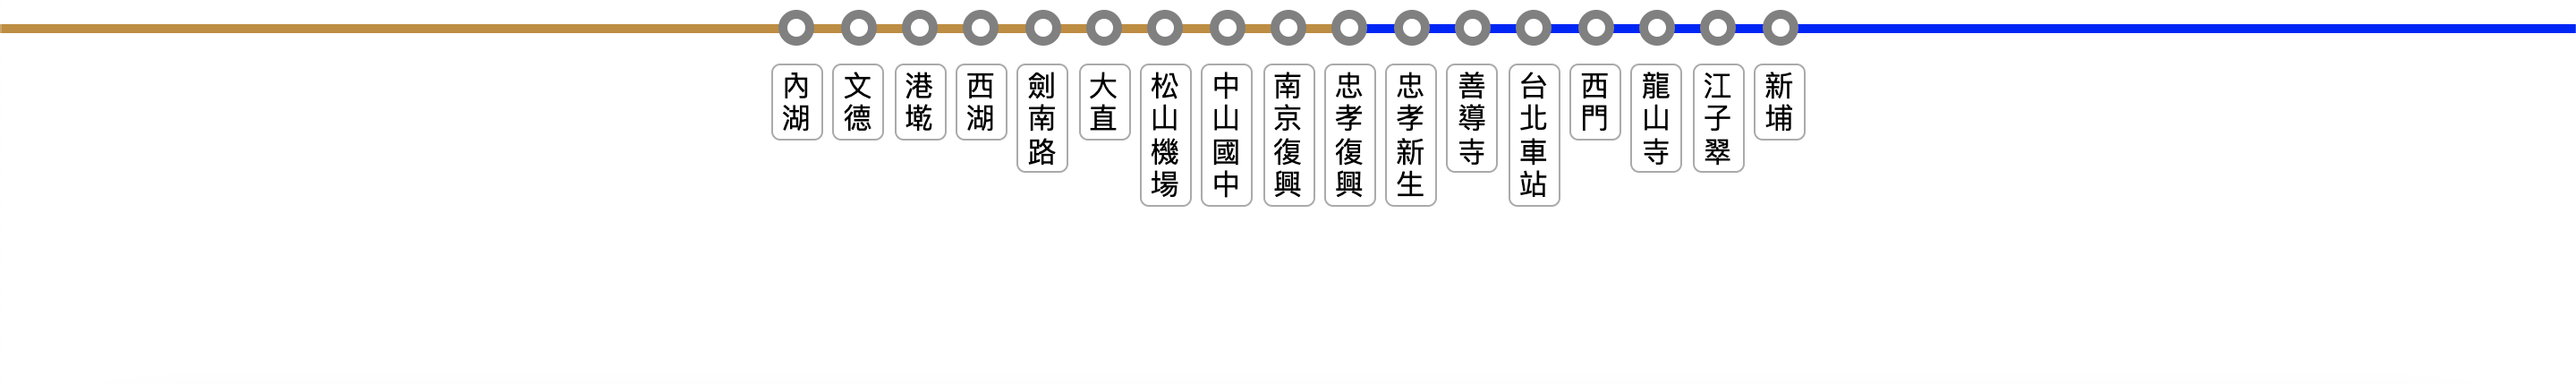 內湖
文德
港墘
西湖
劍南路
大直
松山機場
中山國中
南京復興
忠孝復興
忠孝新生
善導寺
台北車站
西門
龍山寺
江子翠
新埔